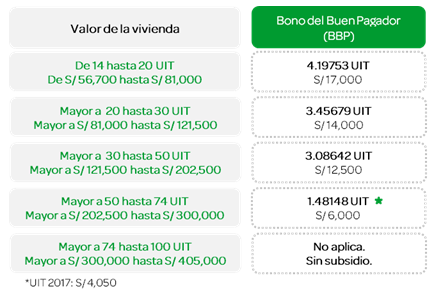 Valor de la vivienda
Bono del Buen Pagador
(BBP)
De 14 hasta 20 UIT
De S/ 56,700 hasta S/ 81,000
4.19753 UIT
S/ 17,000
Mayor a 20 hasta 30 UIT
Mayor a S/ 81,000 hasta S/ 121,500
3.45679 UIT
S/ 14,000
Mayor a 30 hasta 50 UIT
Mayor a S/ 121,500 hasta S/ 202,500
3.08642 UIT
S/ 12,500
Mayor a 50 hasta 74 UIT
Mayor a S/ 202,500 hasta S/ 300,000
1.48148 UIT *
S/ 6,000
Mayor a 74 hasta 100 UIT
Mayor a S/ 300,000 hasta S/ 405,000
No aplica.
Sin subsidio.
*UIT 2017: S/ 4,050